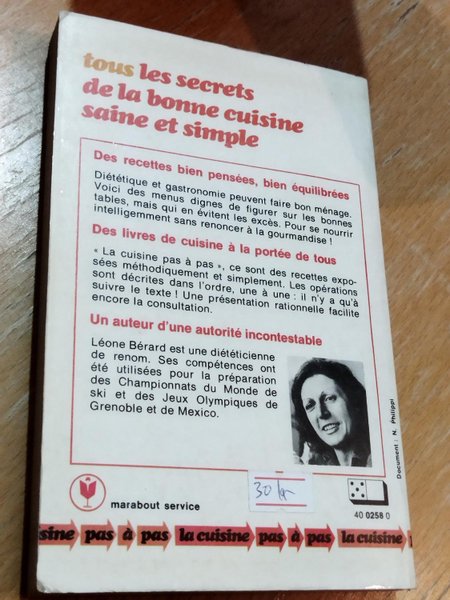 tous les secrets
de la bonne cuisine
saine et simple
Des recettes bien pensées, bien équilibrées
Diététique et gastronomie peuvent faire bon ménage.
Voici des menus dignes de figurer sur les bonnes
tables, mais qui en évitent les excès. Pour se nourrir
intelligemment sans renoncer à la gourmandise !
Des livres de cuisine à la portée de tous
« La cuisine pas à pas », ce sont des recettes expo-
sées méthodiquement et simplement. Les opérations
sont décrites dans l'ordre, une à une : il n'y a qu'à
suivre le texte ! Une présentation rationnelle facilite
encore la consultation.
Un auteur d'une autorité incontestable
Léone Bérard est une diététicienne
de renom. Ses compétences ont
été utilisées pour la préparation
des Championnats du Monde de
ski et des Jeux Olympiques de
Grenoble et de Mexico.
Document : N. Philippi
30 kr
marabout service
40 0258 0
sine pas à pas la cuisine pas à pas la cuisine